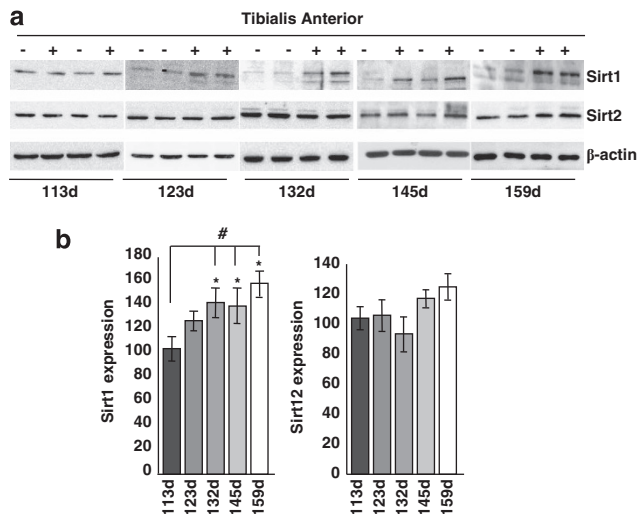 a
Tibialis Anterior
- + - + - - + + - - + + - + - + - - + +
Sirt1
Sirt2
β-actin
113d 123d 132d 145d 159d
b
#
* * *
Sirt1 expression
180
160
140
120
100
80
60
40
20
0
113d 123d 132d 145d 159d
Sirt12 expression
140
120
100
80
60
40
20
0
113d 123d 132d 145d 159d